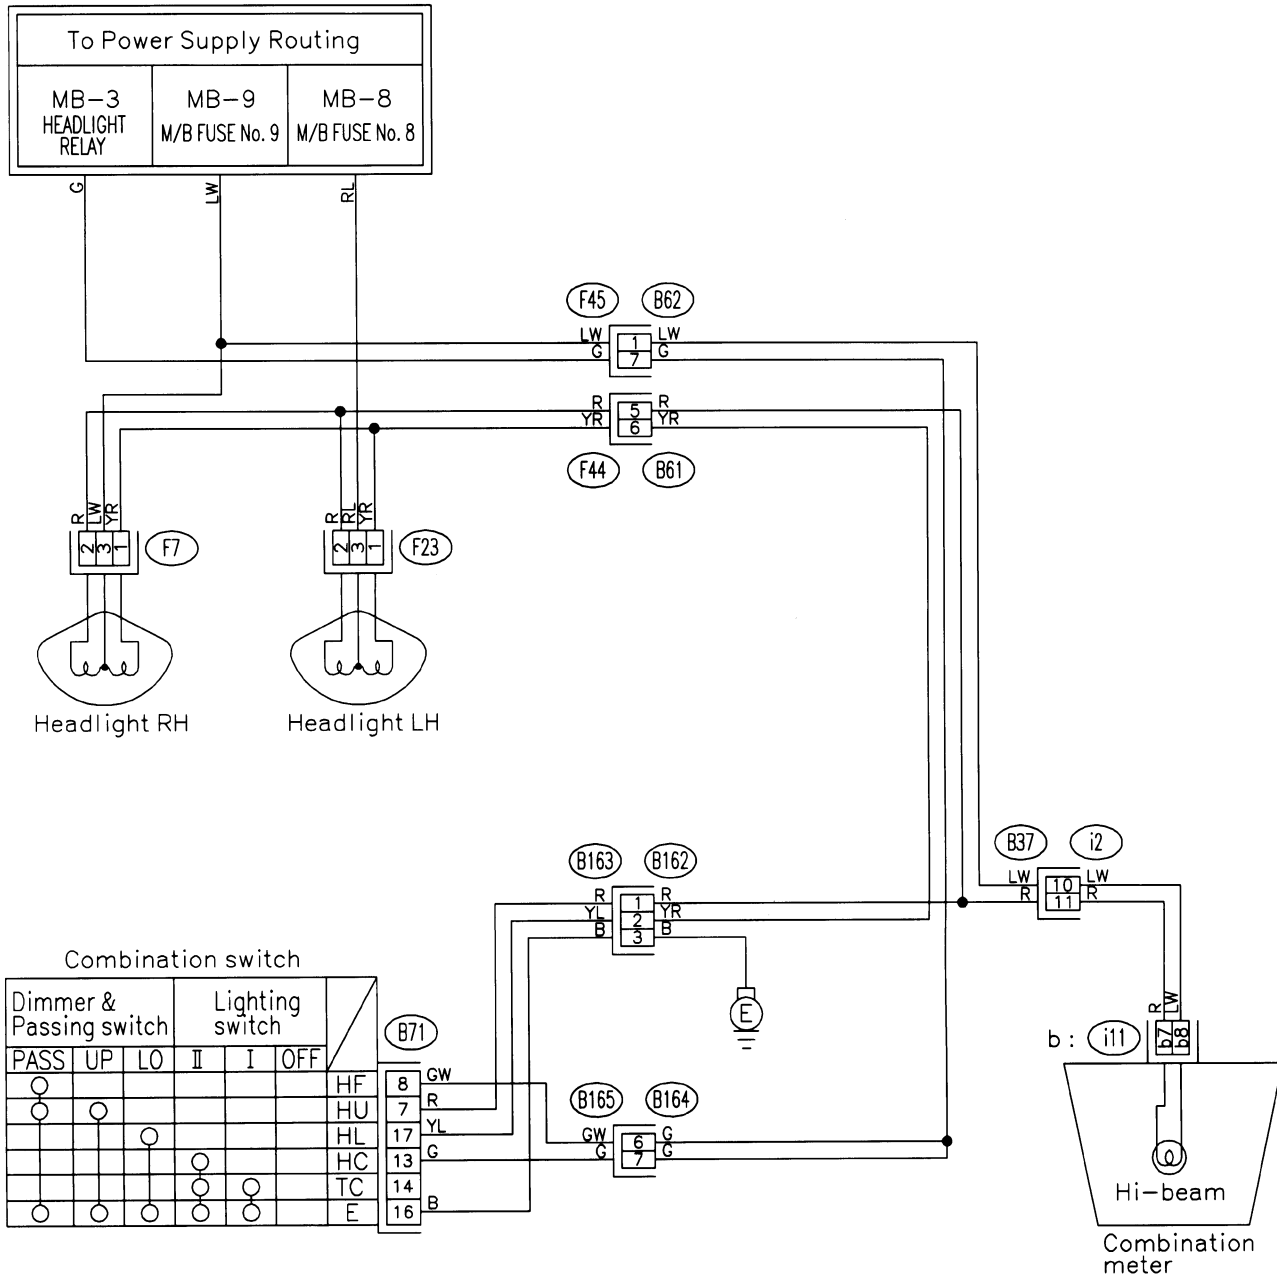 To Power Supply Routing
MB-3
HEADLIGHT
RELAY
MB-9
M/B FUSE No. 9
MB-8
M/B FUSE No. 8
G
LW
RL
F45
B62
LW
1
LW
G
7
G
R
5
R
YR
6
YR
F44
B61
R
LW
YR
2
3
1
F7
R
RL
YR
2
3
1
F23
Headlight RH
Headlight LH
B37
i2
LW
10
LW
R
11
R
B163
B162
R
1
R
YL
2
YR
B
3
B
E
Combination switch
Dimmer &
Passing switch
Lighting
switch
PASS
UP
LO
II
I
OFF
B71
HF
8
GW
HU
7
R
HL
17
YL
HC
13
G
TC
14
E
16
B
B165
B164
GW
6
G
G
7
G
R
LW
b :
i11
b7
b8
Hi-beam
Combination
meter